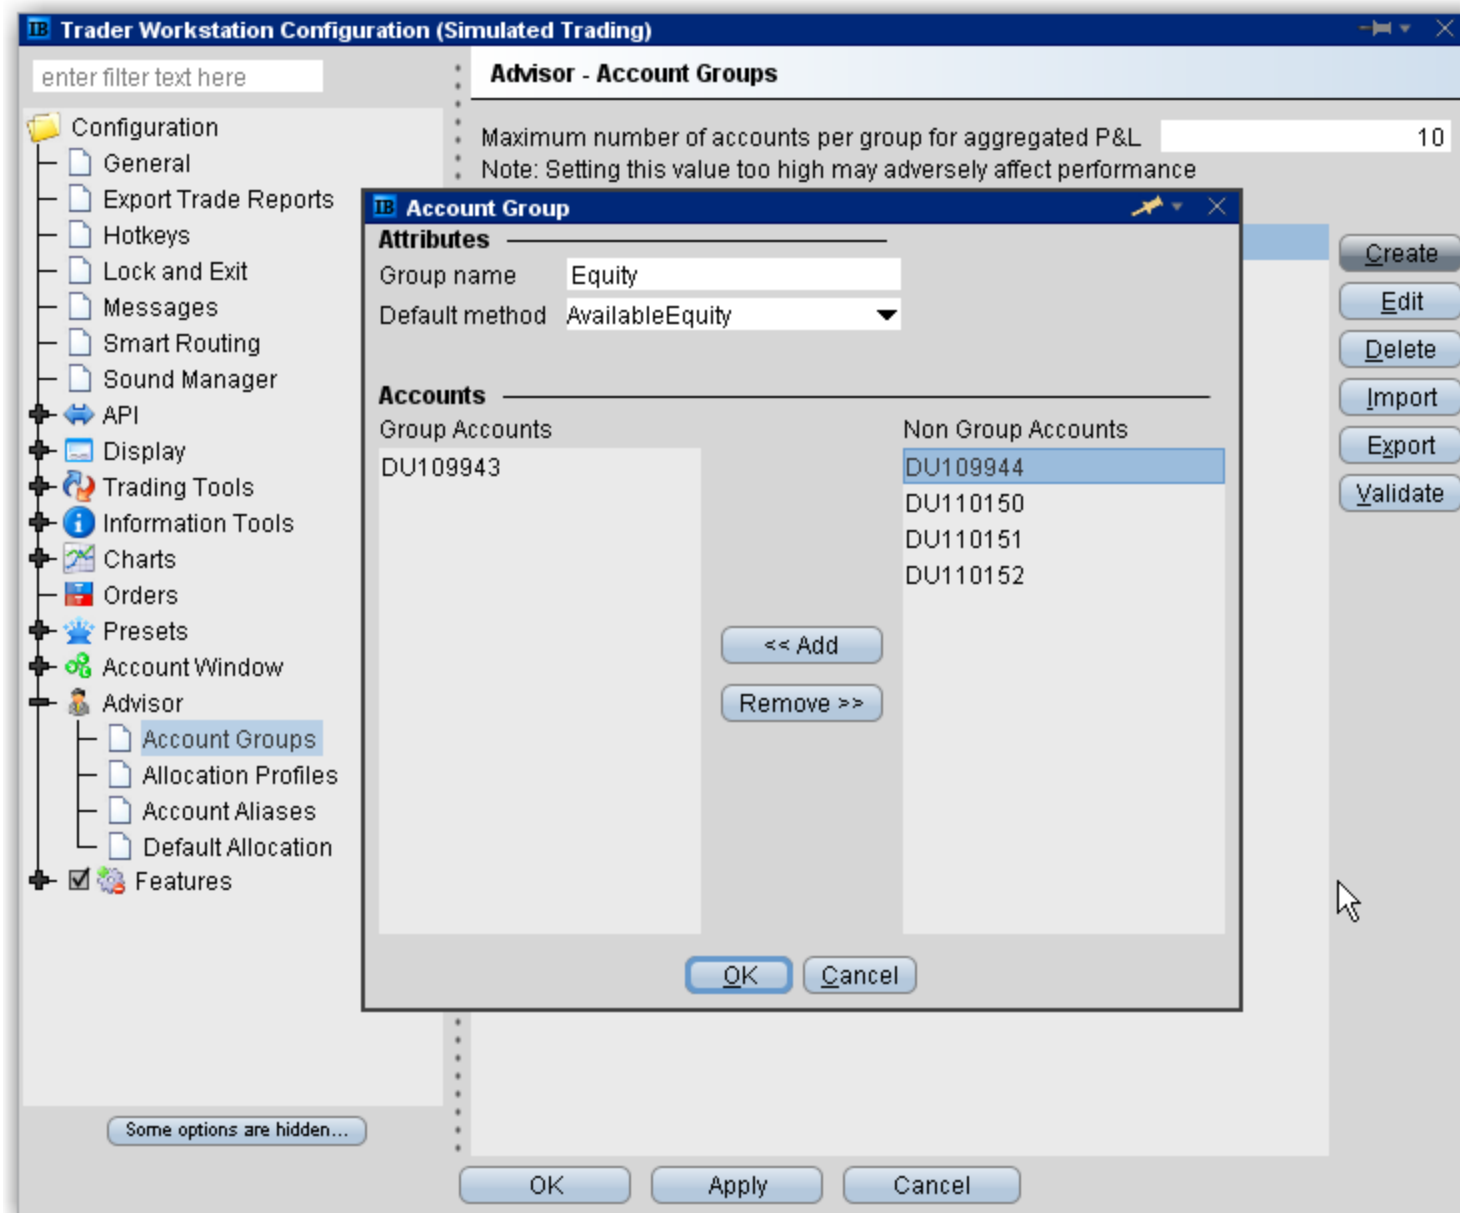 IB Trader Workstation Configuration (Simulated Trading)
enter filter text here
Configuration
General
Export Trade Reports
Hotkeys
Lock and Exit
Messages
Smart Routing
Sound Manager
API
Display
Trading Tools
Information Tools
Charts
Orders
Presets
Account Window
Advisor
Account Groups
Allocation Profiles
Account Aliases
Default Allocation
Features
Some options are hidden...
Advisor - Account Groups
Maximum number of accounts per group for aggregated P&L 10
Note: Setting this value too high may adversely affect performance
IB Account Group
Attributes
Group name Equity
Default method AvailableEquity
Accounts
Group Accounts
DU109943
<< Add
Remove >>
Non Group Accounts
DU109944
DU110150
DU110151
DU110152
OK Cancel
Create
Edit
Delete
Import
Export
Validate
OK Apply Cancel